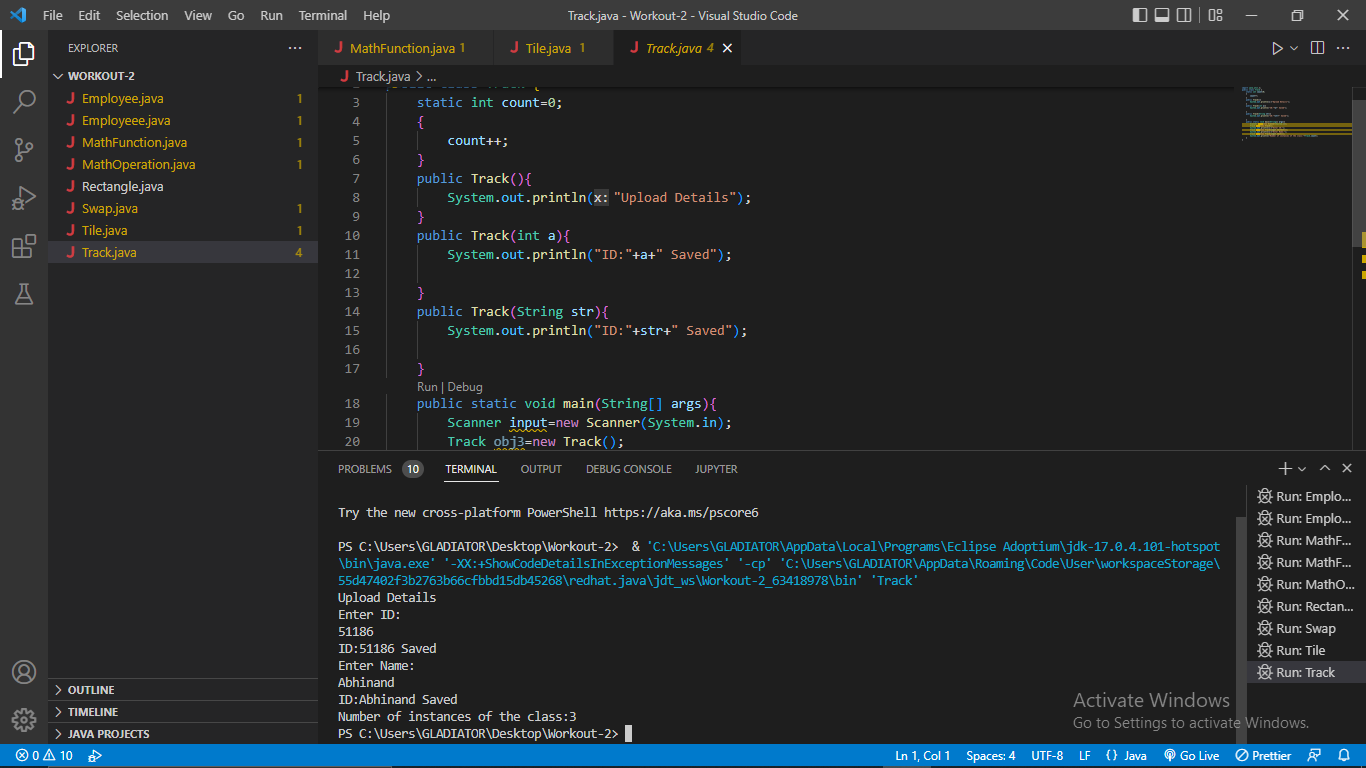 File Edit Selection View Go Run Terminal Help Track.java - Workout-2 - Visual Studio Code
EXPLORER
WORKOUT-2
Employee.java 1
Employeee.java 1
MathFunction.java 1
MathOperation.java 1
Rectangle.java
Swap.java 1
Tile.java 1
Track.java 4
OUTLINE
TIMELINE
JAVA PROJECTS
MathFunction.java 1 Tile.java 1 Track.java 4
Track.java > ...
3 static int count=0;
4 {
5 count++;
6 }
7 public Track(){
8 System.out.println(x: "Upload Details");
9 }
10 public Track(int a){
11 System.out.println("ID:"+a+" Saved");
12
13 }
14 public Track(String str){
15 System.out.println("ID:"+str+" Saved");
16
17 }
Run | Debug
18 public static void main(String[] args){
19 Scanner input=new Scanner(System.in);
20 Track obj3=new Track();
PROBLEMS 10 TERMINAL OUTPUT DEBUG CONSOLE JUPYTER
Try the new cross-platform PowerShell https://aka.ms/pscore6
PS C:\Users\GLADIATOR\Desktop\Workout-2> & 'C:\Users\GLADIATOR\AppData\Local\Programs\Eclipse Adoptium\jdk-17.0.4.101-hotspot
\bin\java.exe' '-XX:+ShowCodeDetailsInExceptionMessages' '-cp' 'C:\Users\GLADIATOR\AppData\Roaming\Code\User\workspaceStorage\
55d47402f3b2763b66cfbbd15db45268\redhat.java\jdt_ws\Workout-2_63418978\bin' 'Track'
Upload Details
Enter ID:
51186
ID:51186 Saved
Enter Name:
Abhinand
ID:Abhinand Saved
Number of instances of the class:3
PS C:\Users\GLADIATOR\Desktop\Workout-2>
Run: Emplo...
Run: Emplo...
Run: MathF...
Run: MathF...
Run: MathO...
Run: Rectan...
Run: Swap
Run: Tile
Run: Track
Activate Windows
Go to Settings to activate Windows.
0 10 Ln 1, Col 1 Spaces: 4 UTF-8 LF {} Java Go Live Prettier